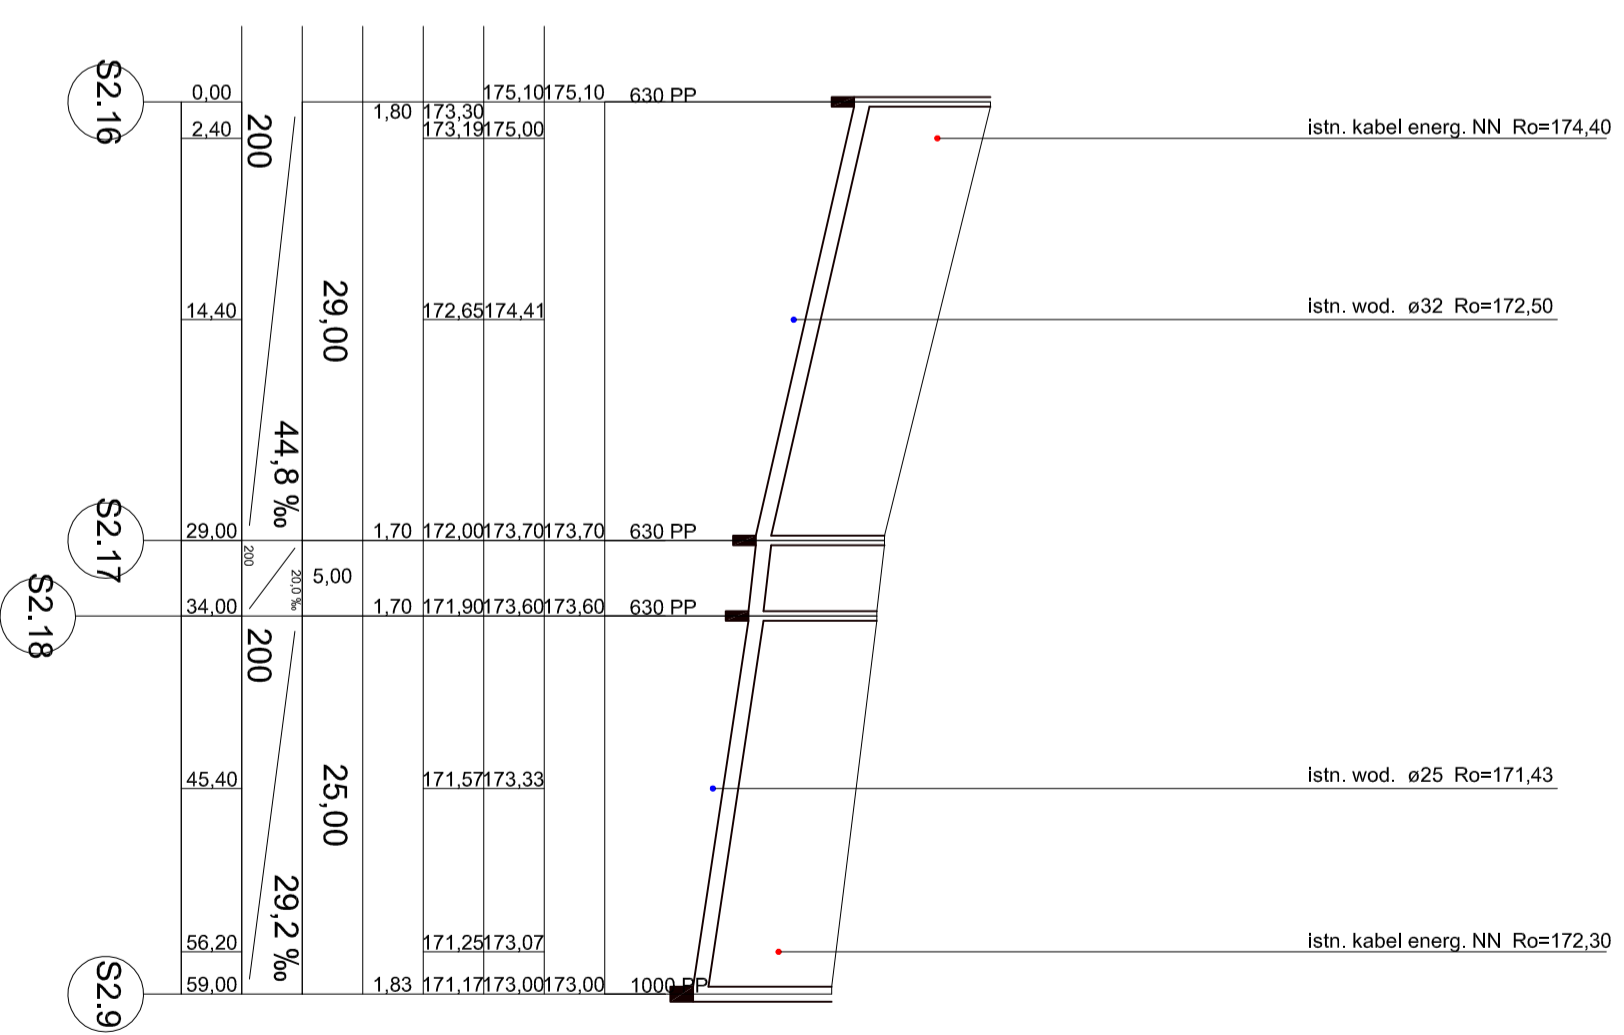 S2.16
0,00
175,10 175,10
630 PP
1,80 173,30
2,40
173,19 175,00
200
istn. kabel energ. NN Ro=174,40
14,40
29,00
172,65 174,41
istn. wod. ø32 Ro=172,50
44,8 ‰
S2.17
29,00
1,70 172,00 173,70 173,70
630 PP
200
20,0 ‰
5,00
S2.18
34,00
1,70 171,90 173,60 173,60
630 PP
200
45,40
25,00
171,57 173,33
istn. wod. ø25 Ro=171,43
29,2 ‰
56,20
171,25 173,07
istn. kabel energ. NN Ro=172,30
S2.9
59,00
1,83 171,17 173,00 173,00
1000 PP